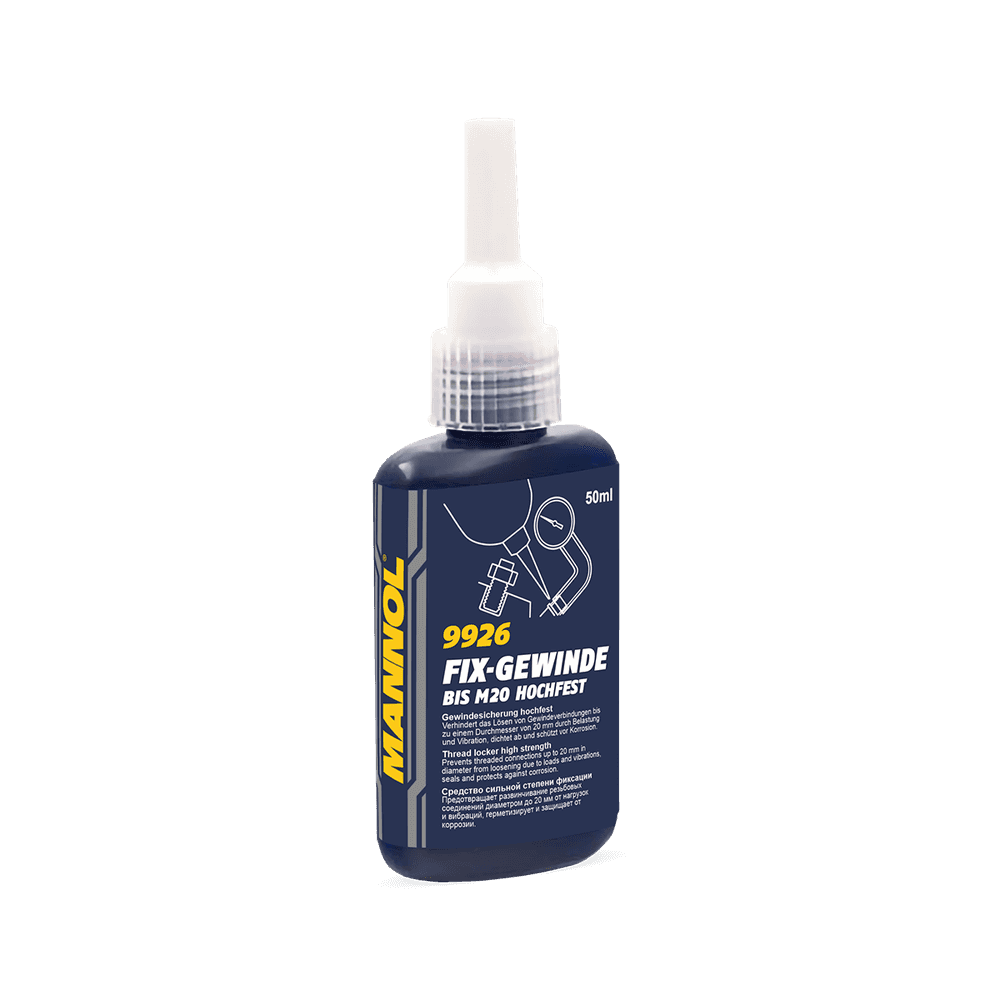 50ml
MANNOL®
9926
FIX-GEWINDE
BIS M20 HOCHFEST
Gewindesicherung hochfest
Verhindert das Lösen von Gewindeverbindungen bis
zu einem Durchmesser von 20 mm durch Belastung
und Vibration, dichtet ab und schützt vor Korrosion.
Thread locker high strength
Prevents threaded connections up to 20 mm in
diameter from loosening due to loads and vibrations,
seals and protects against corrosion.
Средство сильной степени фиксации
Предотвращает развинчивание резьбовых
соединений диаметром до 20 мм от нагрузок
и вибраций, герметизирует и защищает от
коррозии.